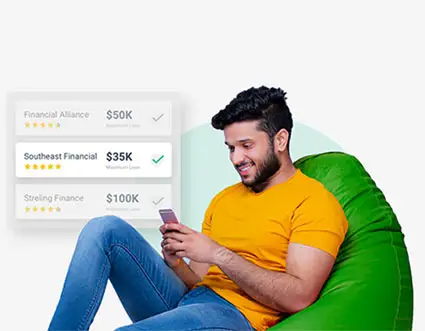 Financial Alliance
$50K
Maximum Loan
Southeast Financial
$35K
Maximum Loan
Streling Finance
$100K
Maximum Loan